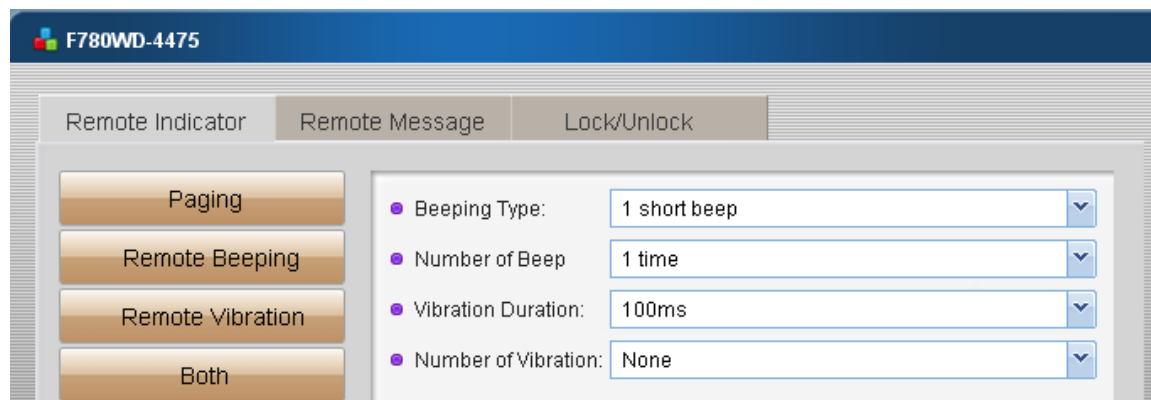 F780WD-4475
Remote Indicator Remote Message Lock/Unlock
Paging
Remote Beeping
Remote Vibration
Both
Beeping Type: 1 short beep
Number of Beep 1 time
Vibration Duration: 100ms
Number of Vibration: None